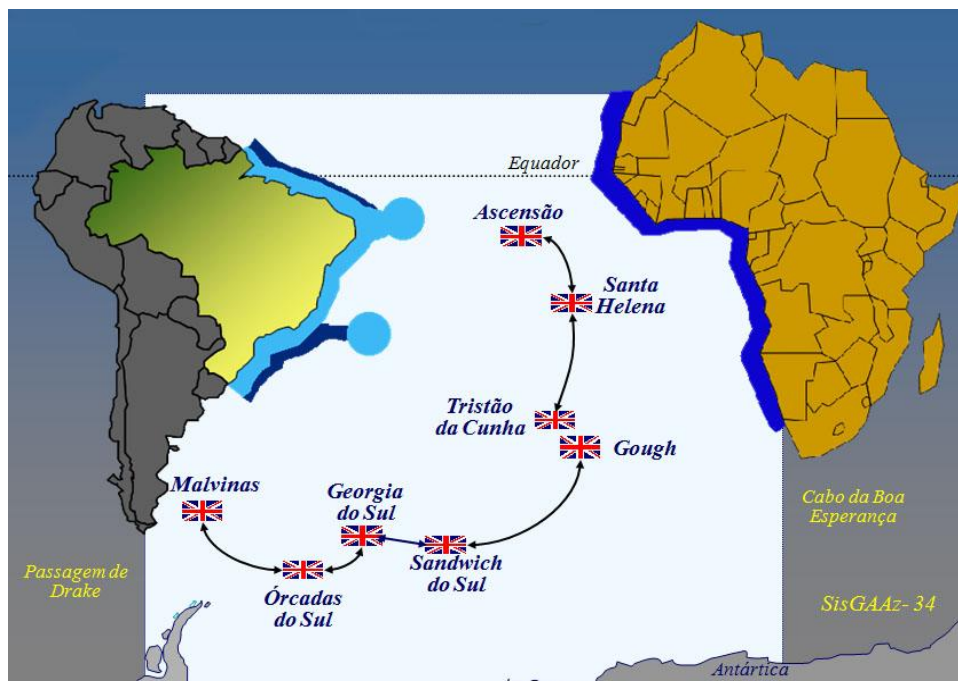 Equador
Ascensão
Santa
Helena
Tristão
da Cunha
Gough
Malvinas
Georgia
do Sul
Cabo da Boa
Esperança
Sandwich
do Sul
Passagem de
Drake
Órcadas
do Sul
SisGAAz- 34
Antártica